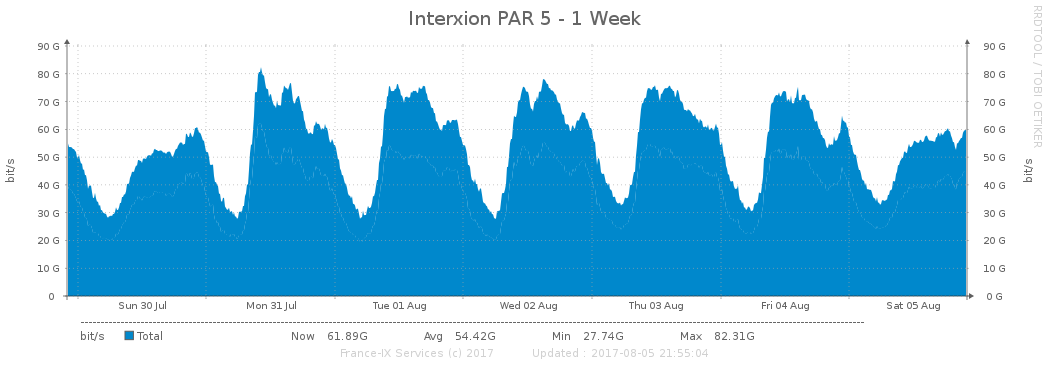 Interxion PAR 5 - 1 Week
RRDTOOL / TOBI OETIKER
bit/s
90 G 90 G
80 G 80 G
70 G 70 G
60 G 60 G
50 G 50 G
40 G 40 G
30 G 30 G
20 G 20 G
10 G 10 G
0 0 G
bit/s
Sun 30 Jul Mon 31 Jul Tue 01 Aug Wed 02 Aug Thu 03 Aug Fri 04 Aug Sat 05 Aug
bit/s Total Now 61.89G Avg 54.42G Min 27.74G Max 82.31G
France-IX Services (c) 2017 Updated : 2017-08-05 21:55:04